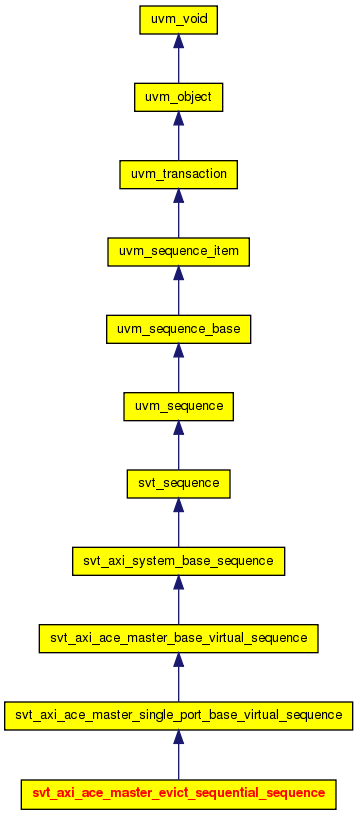 uvm_void
uvm_object
uvm_transaction
uvm_sequence_item
uvm_sequence_base
uvm_sequence
svt_sequence
svt_axi_system_base_sequence
svt_axi_ace_master_base_virtual_sequence
svt_axi_ace_master_single_port_base_virtual_sequence
svt_axi_ace_master_evict_sequential_sequence